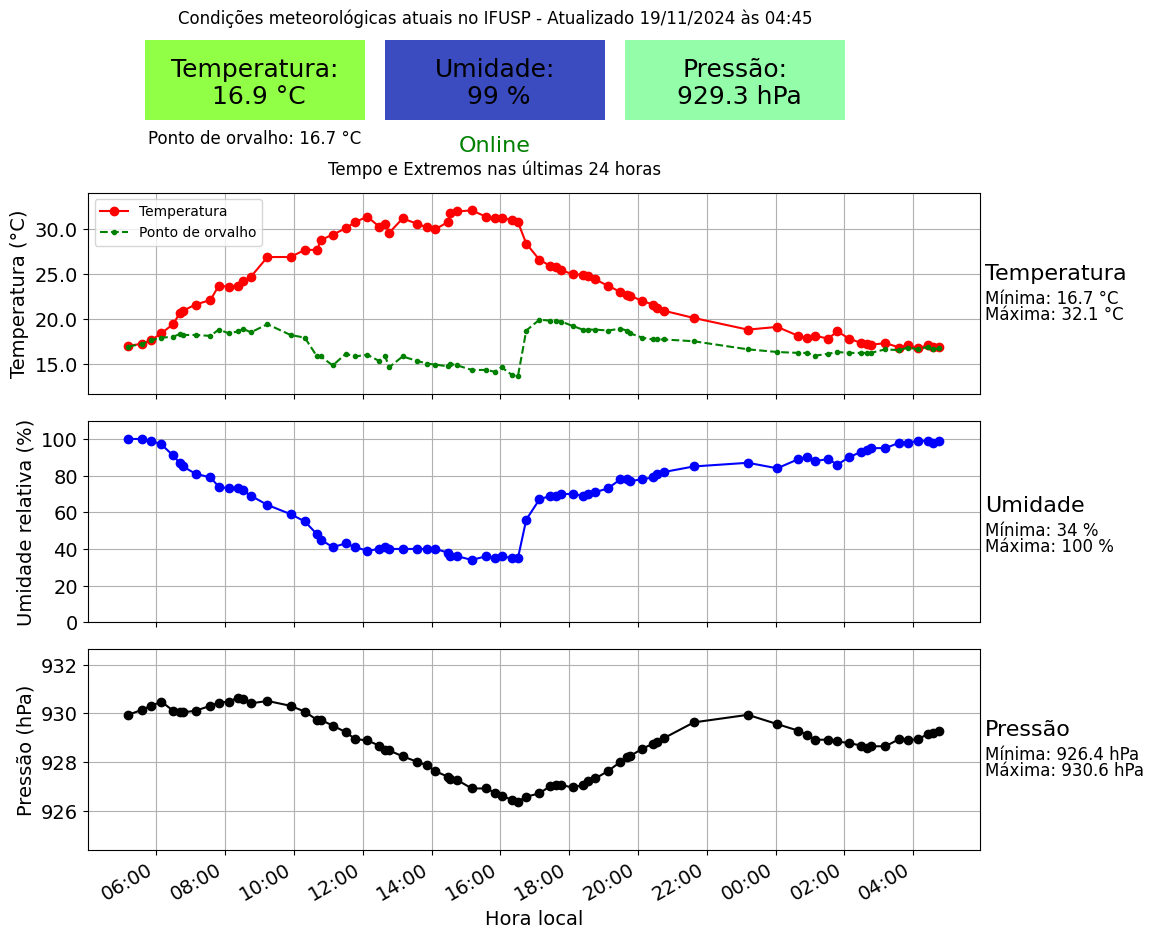 Condições meteorológicas atuais no IFUSP - Atualizado 19/11/2024 às 04:45
Temperatura:
16.9 °C
Umidade:
99 %
Pressão:
929.3 hPa
Ponto de orvalho: 16.7 °C
Online
Tempo e Extremos nas últimas 24 horas
Temperatura (°C)
30.0
25.0
20.0
15.0
Temperatura
Ponto de orvalho
Temperatura
Mínima: 16.7 °C
Máxima: 32.1 °C
Umidade relativa (%)
100
80
60
40
20
0
Umidade
Mínima: 34 %
Máxima: 100 %
Pressão (hPa)
932
930
928
926
Pressão
Mínima: 926.4 hPa
Máxima: 930.6 hPa
06:00 08:00 10:00 12:00 14:00 16:00 18:00 20:00 22:00 00:00 02:00 04:00
Hora local